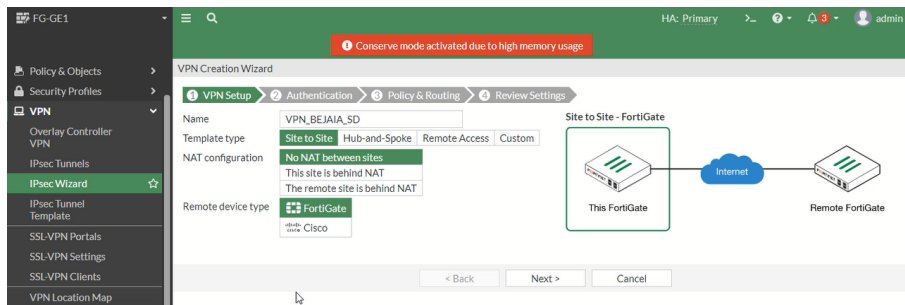 FG-GE1
HA: Primary
>_
3
admin
Conserve mode activated due to high memory usage
Policy & Objects
Security Profiles
VPN
Overlay Controller
VPN
IPsec Tunnels
IPsec Wizard
IPsec Tunnel
Template
SSL-VPN Portals
SSL-VPN Settings
SSL-VPN Clients
VPN Location Map
VPN Creation Wizard
1 VPN Setup 2 Authentication 3 Policy & Routing 4 Review Settings
Name VPN_BEJAIA_SD
Template type Site to Site Hub-and-Spoke Remote Access Custom
NAT configuration No NAT between sites
This site is behind NAT
The remote site is behind NAT
Remote device type FortiGate
Cisco
Site to Site - FortiGate
Internet
This FortiGate Remote FortiGate
< Back Next > Cancel